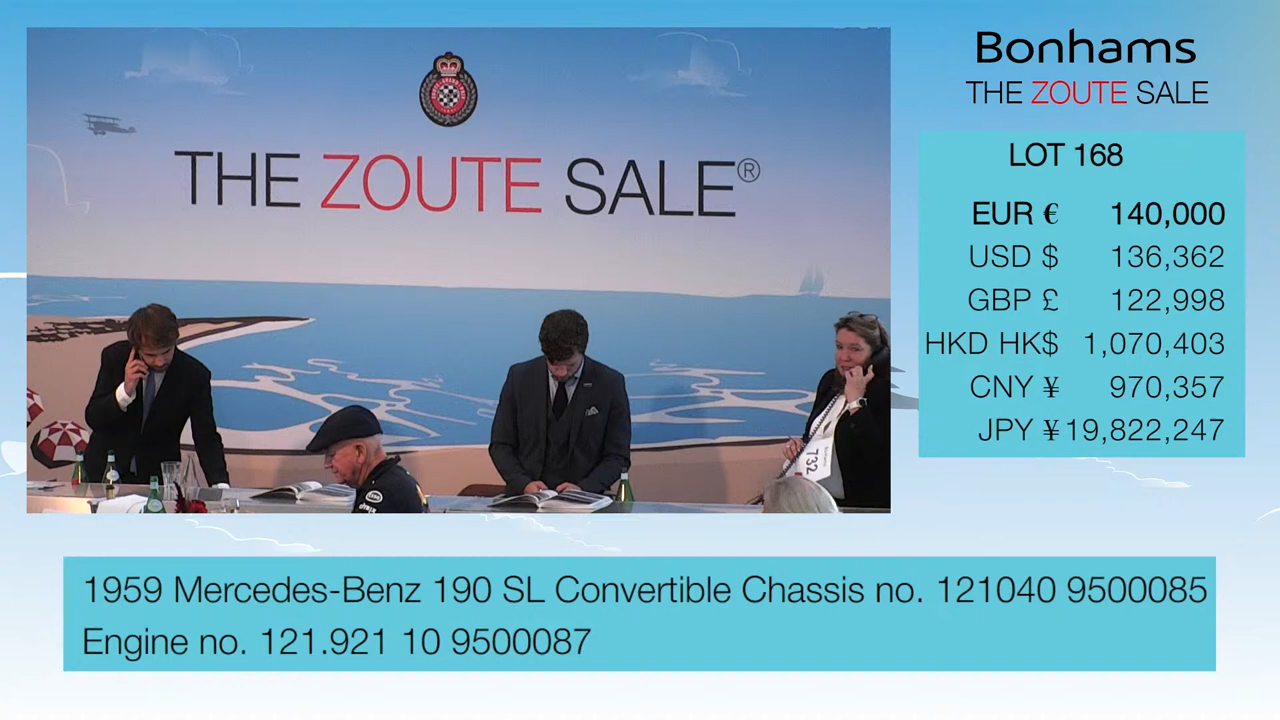 Bonhams
THE ZOUTE SALE
THE ZOUTE SALE®
LOT 168
EUR € 140,000
USD $ 136,362
GBP £ 122,998
HKD HK$ 1,070,403
CNY ¥ 970,357
JPY ¥ 19,822,247
732
1959 Mercedes-Benz 190 SL Convertible Chassis no. 121040 9500085
Engine no. 121.921 10 9500087